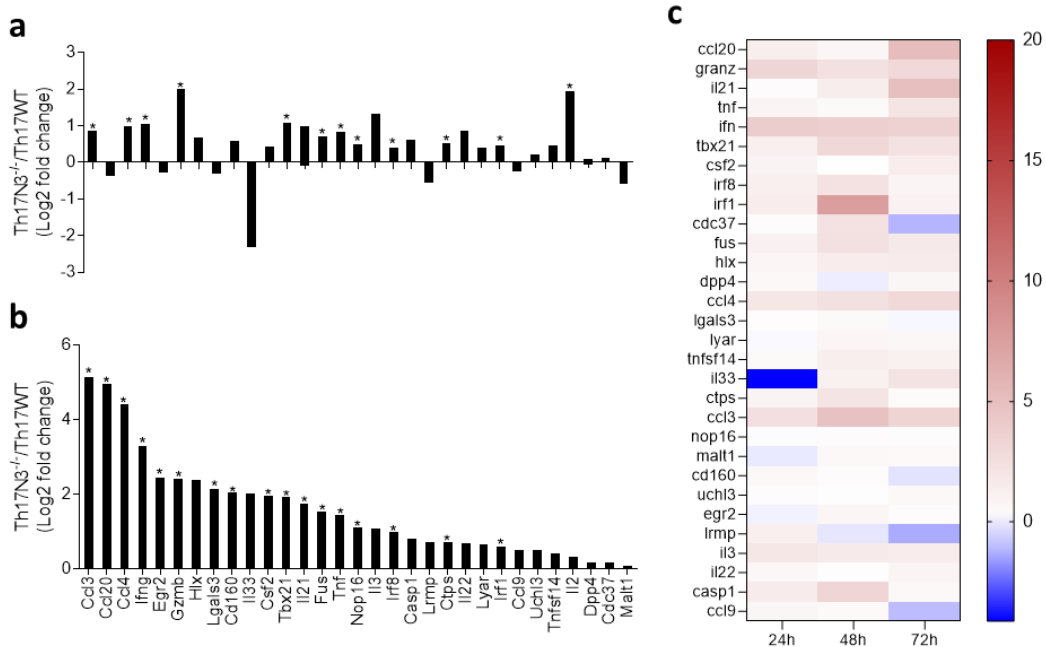 a
Th17N3-/-/Th17WT
(Log2 fold change)
3
2
1
0
-1
-2
-3
* * * * * * * * * * * * *
b
Th17N3-/-/Th17WT
(Log2 fold change)
6
4
2
0
* * * * * * * * * * * * * * * * * *
Ccl3
Ccl20
Ccl4
Ifng
Egr2
Gzmb
Hlx
Lgals3
Cd160
Il33
Csf2
Tbx21
Il21
Fus
Tnf
Nop16
Il3
Irf8
Casp1
Lrmp
Ctps
Il22
Lyar
Irf1
Ccl9
Uchl3
Tnfsf14
Il2
Dpp4
Cdc37
Malt1
c
ccl20
granz
il21
tnf
ifn
tbx21
csf2
irf8
irf1
cdc37
fus
hlx
dpp4
ccl4
lgals3
lyar
tnfsf14
il33
ctps
ccl3
nop16
malt1
cd160
uchl3
egr2
lrmp
il3
il22
casp1
ccl9
24h 48h 72h
20
15
10
5
0